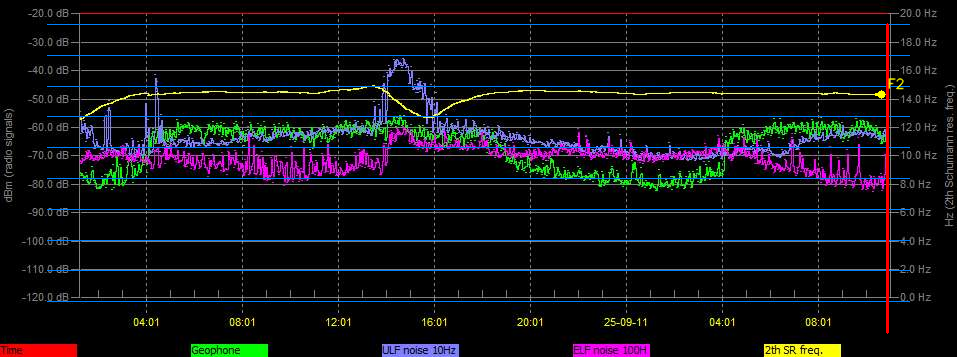 -20.0 dB 20.0 Hz
-30.0 dB 18.0 Hz
-40.0 dB 16.0 Hz
F2
-50.0 dB 14.0 Hz
-60.0 dB 12.0 Hz
-70.0 dB 10.0 Hz
-80.0 dB 8.0 Hz
-90.0 dB 6.0 Hz
-100.0 dB 4.0 Hz
-110.0 dB 2.0 Hz
-120.0 dB 0.0 Hz
dBm (radio signals)
Hz (2th Schumann res. freq.)
04:01 08:01 12:01 16:01 20:01 25-09-11 04:01 08:01
Time Geophone ULF noise 10Hz ELF noise 100H 2th SR freq.